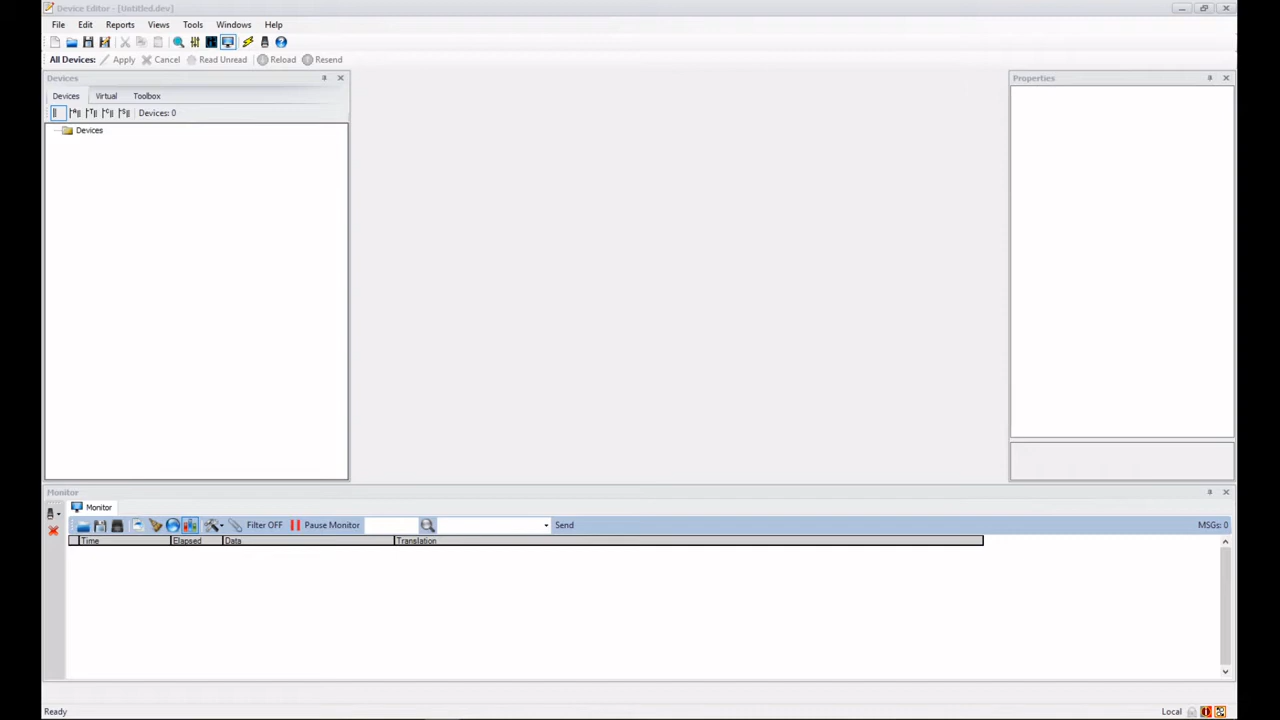 Device Editor - [Untitled.dev]
File Edit Reports Views Tools Windows Help
All Devices: Apply Cancel Read Unread Reload Resend
Devices
Devices Virtual Toolbox
Devices: 0
Devices
Properties
Monitor
Monitor
Filter OFF Pause Monitor Send MSGs: 0
Time Elapsed Data Translation
Ready Local